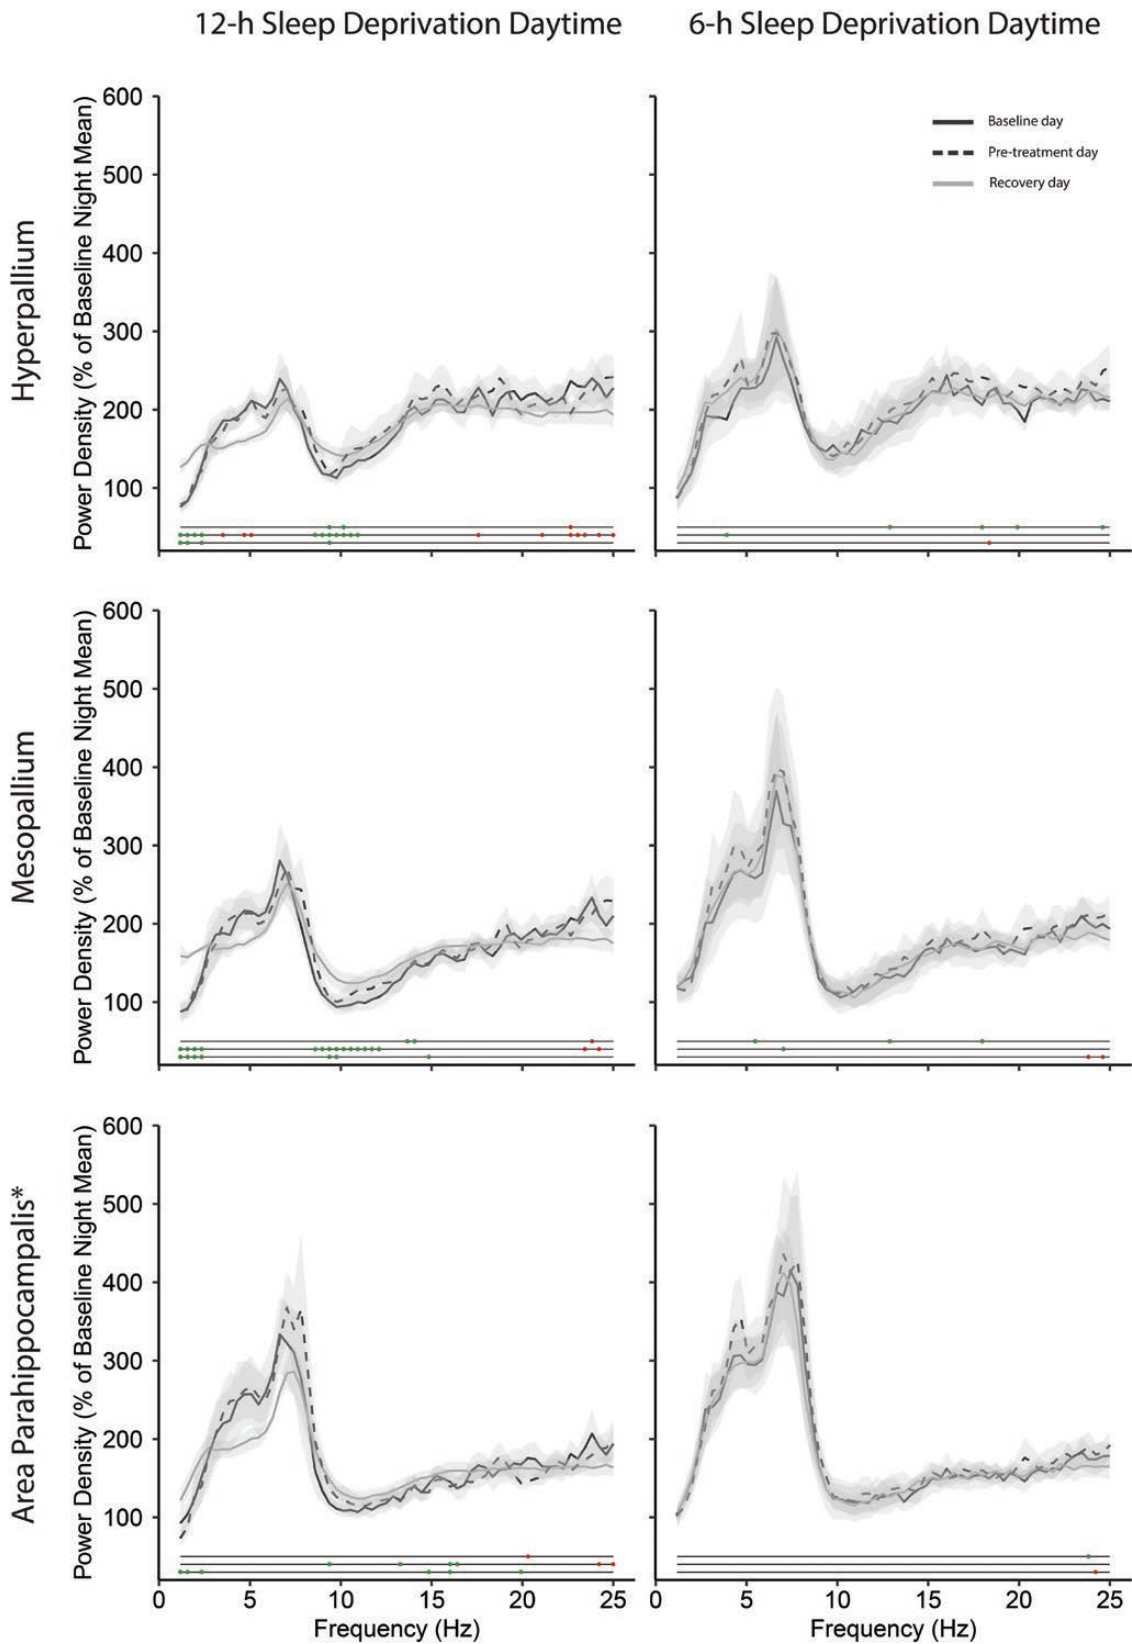 12-h Sleep Deprivation Daytime
6-h Sleep Deprivation Daytime
Hyperpallium
Power Density (% of Baseline Night Mean)
600
500
400
300
200
100
Baseline day
Pre-treatment day
Recovery day
Mesopallium
Power Density (% of Baseline Night Mean)
600
500
400
300
200
100
Area Parahippocampalis*
Power Density (% of Baseline Night Mean)
600
500
400
300
200
100
0 5 10 15 20 25
Frequency (Hz)
0 5 10 15 20 25
Frequency (Hz)